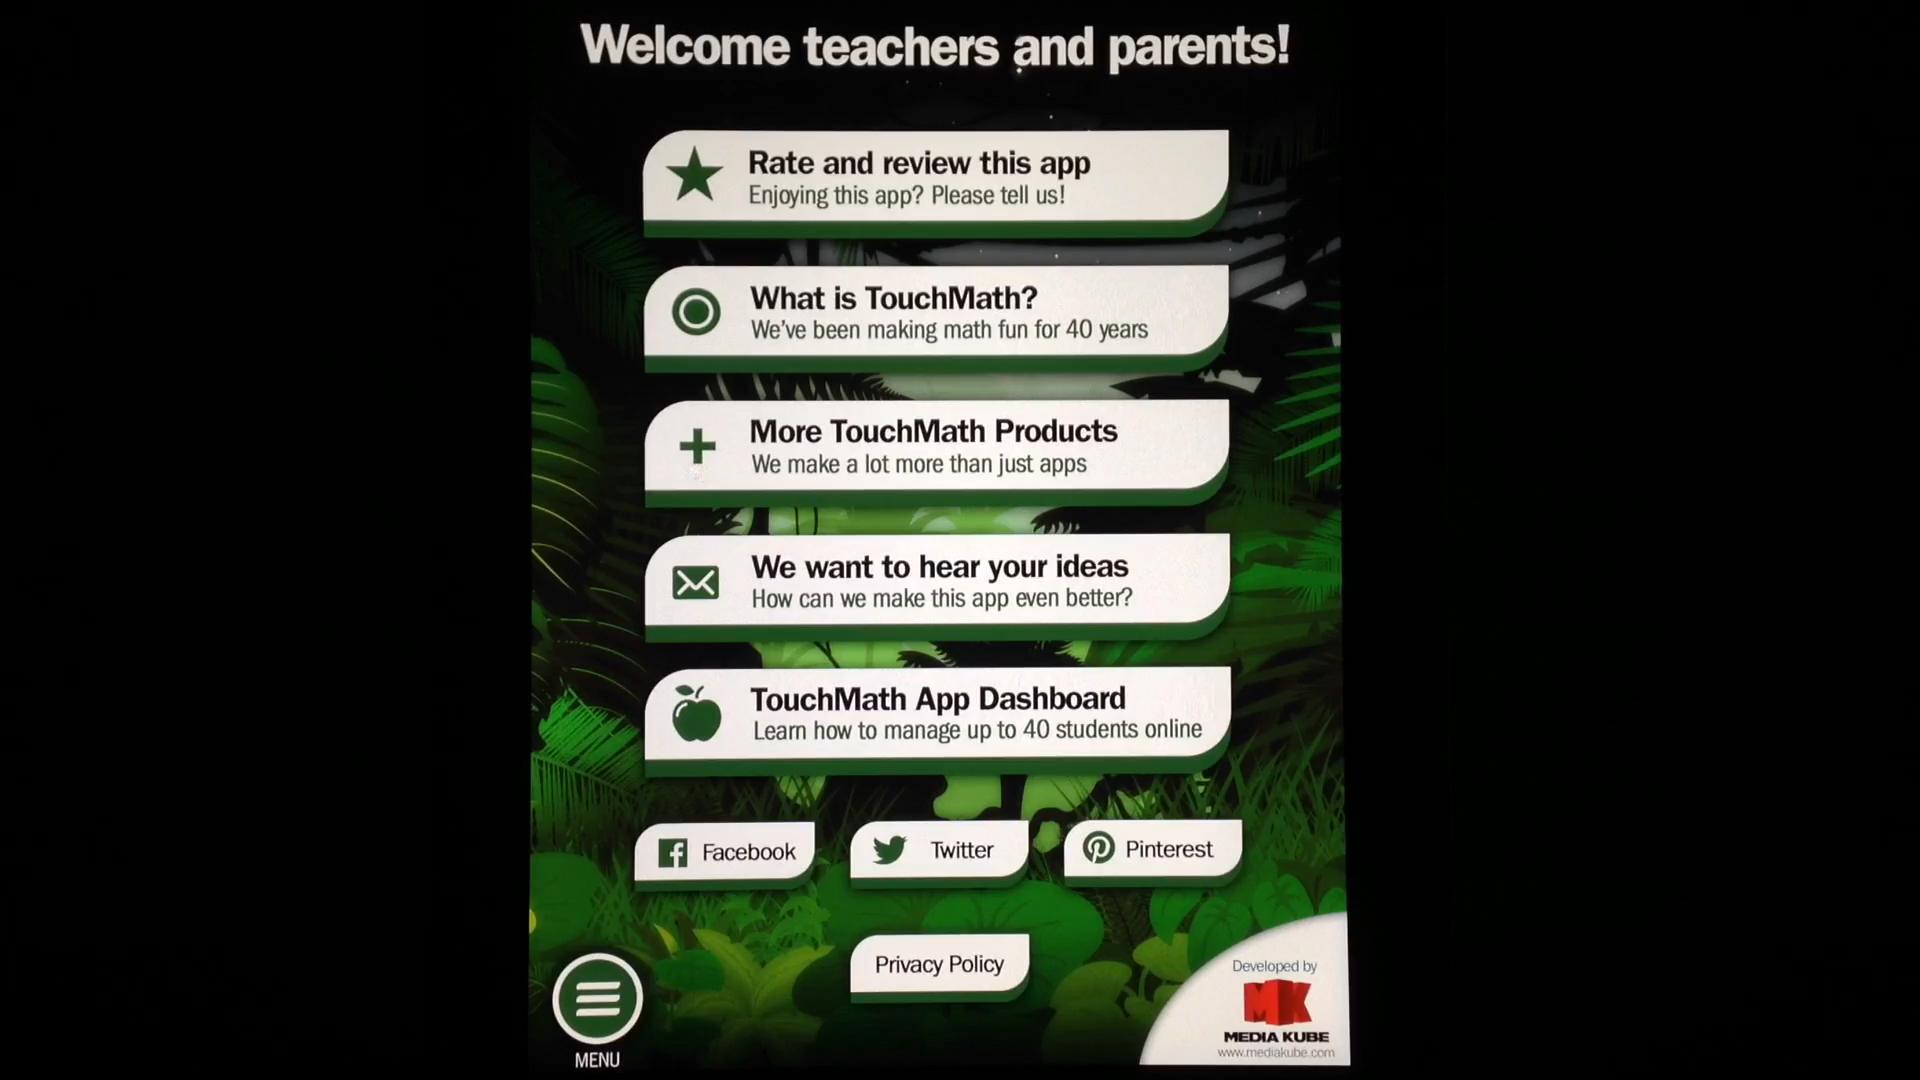 Welcome teachers and parents!
Rate and review this app
Enjoying this app? Please tell us!
What is TouchMath?
We've been making math fun for 40 years
More TouchMath Products
We make a lot more than just apps
We want to hear your ideas
How can we make this app even better?
TouchMath App Dashboard
Learn how to manage up to 40 students online
Facebook
Twitter
Pinterest
Privacy Policy
MENU
Developed by
MK
MEDIA KUBE
www.mediakube.com